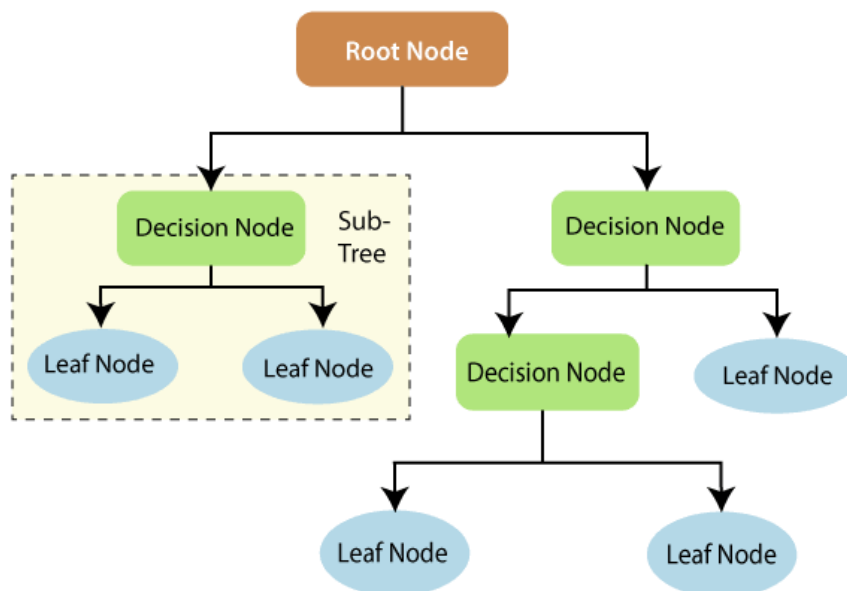 Root Node
Decision Node
Sub-
Tree
Decision Node
Leaf Node
Leaf Node
Decision Node
Leaf Node
Leaf Node
Leaf Node